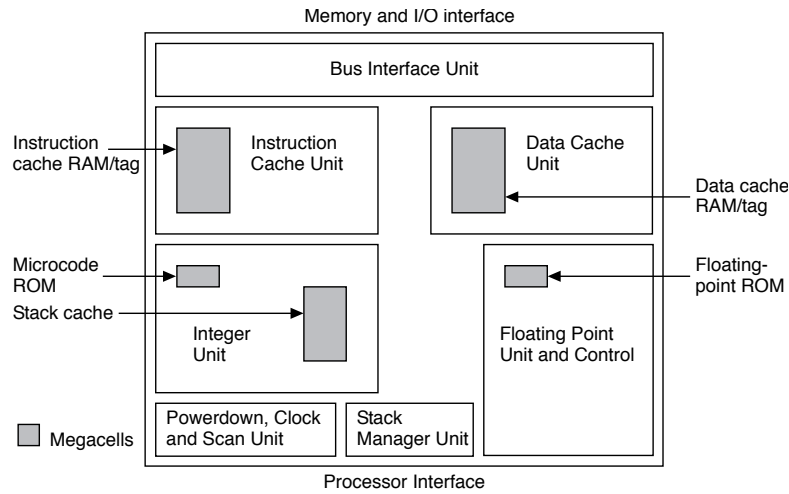 Memory and I/O interface
Bus Interface Unit
Instruction
cache RAM/tag
Instruction
Cache Unit
Data Cache
Unit
Data cache
RAM/tag
Microcode
ROM
Stack cache
Integer
Unit
Floating-
point ROM
Floating Point
Unit and Control
Powerdown, Clock
and Scan Unit
Stack
Manager Unit
Megacells
Processor Interface